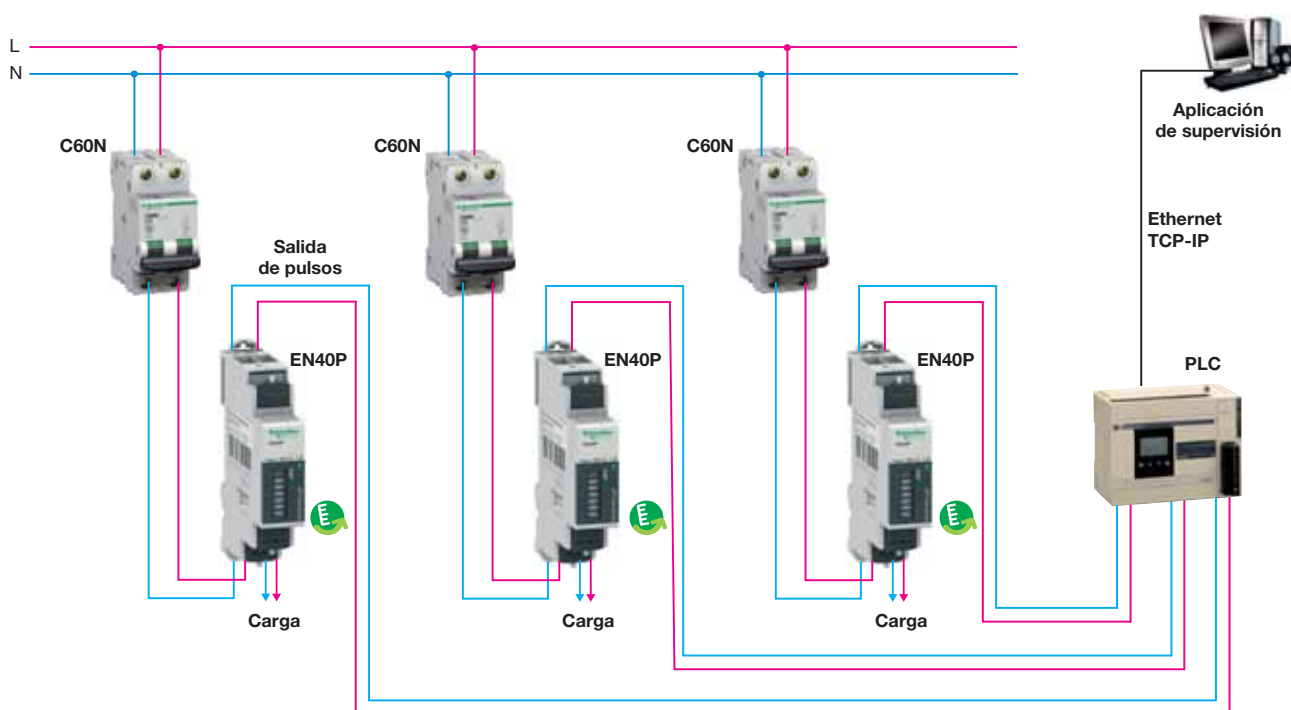 L
N
C60N
C60N
C60N
Aplicación
de supervisión
Ethernet
TCP-IP
Salida
de pulsos
EN40P
EN40P
EN40P
PLC
Carga
Carga
Carga